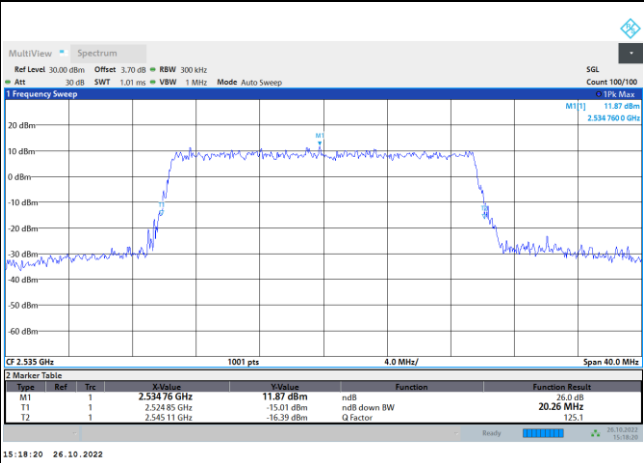 MultiView Spectrum
Ref Level 30.00 dBm Offset 3.70 dB RBW 300 kHz SGL
Att 30 dB SWT 1.01 ms VBW 1 MHz Mode Auto Sweep Count 100/100
1 Frequency Sweep 1Pk Max
M1[1] 11.87 dBm
2.534 760 0 GHz
M1
20 dBm
10 dBm
0 dBm
-10 dBm
T1
-20 dBm
-30 dBm
-40 dBm
-50 dBm
-60 dBm
CF 2.535 GHz 1001 pts 4.0 MHz/ Span 40.0 MHz
2 Marker Table
Type Ref Trc X-Value Y-Value Function Function Result
M1 1 2.534 76 GHz 11.87 dBm ndB 26.0 dB
T1 1 2.524 85 GHz -15.01 dBm ndB down BW 20.26 MHz
T2 1 2.545 11 GHz -16.39 dBm Q Factor 125.1
Ready 26.10.2022
15:18:20
15:18:20 26.10.2022